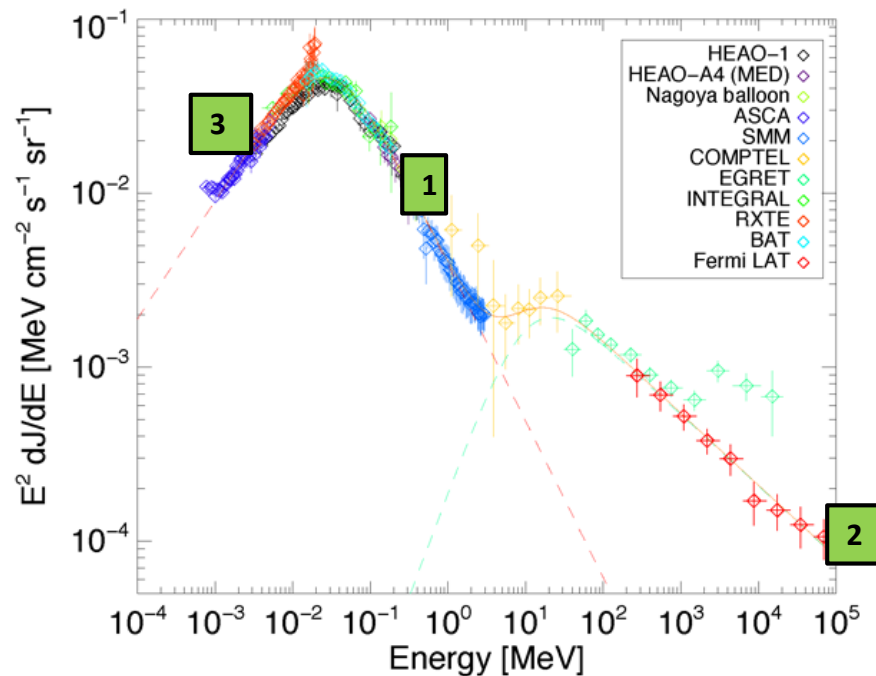 10⁻¹
10⁻²
10⁻³
10⁻⁴
E² dJ/dE [MeV cm⁻² s⁻¹ sr⁻¹]
HEAO−1
HEAO−A4 (MED)
Nagoya balloon
ASCA
SMM
COMPTEL
EGRET
INTEGRAL
RXTE
BAT
Fermi LAT
3
1
2
10⁻⁴ 10⁻³ 10⁻² 10⁻¹ 10⁰ 10¹ 10² 10³ 10⁴ 10⁵
Energy [MeV]